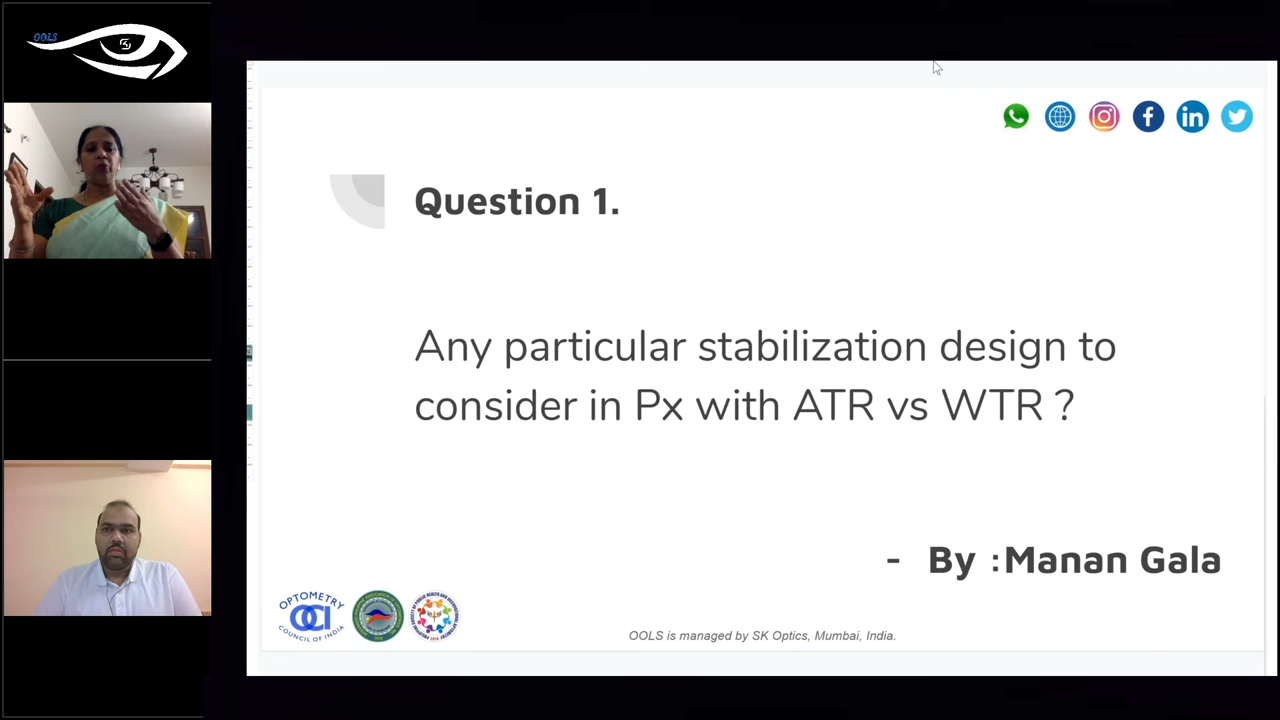 OOLS
Question 1.
Any particular stabilization design to
consider in Px with ATR vs WTR ?
- By :Manan Gala
OPTOMETRY
OCI
COUNCIL OF INDIA
OOLS is managed by SK Optics, Mumbai, India.